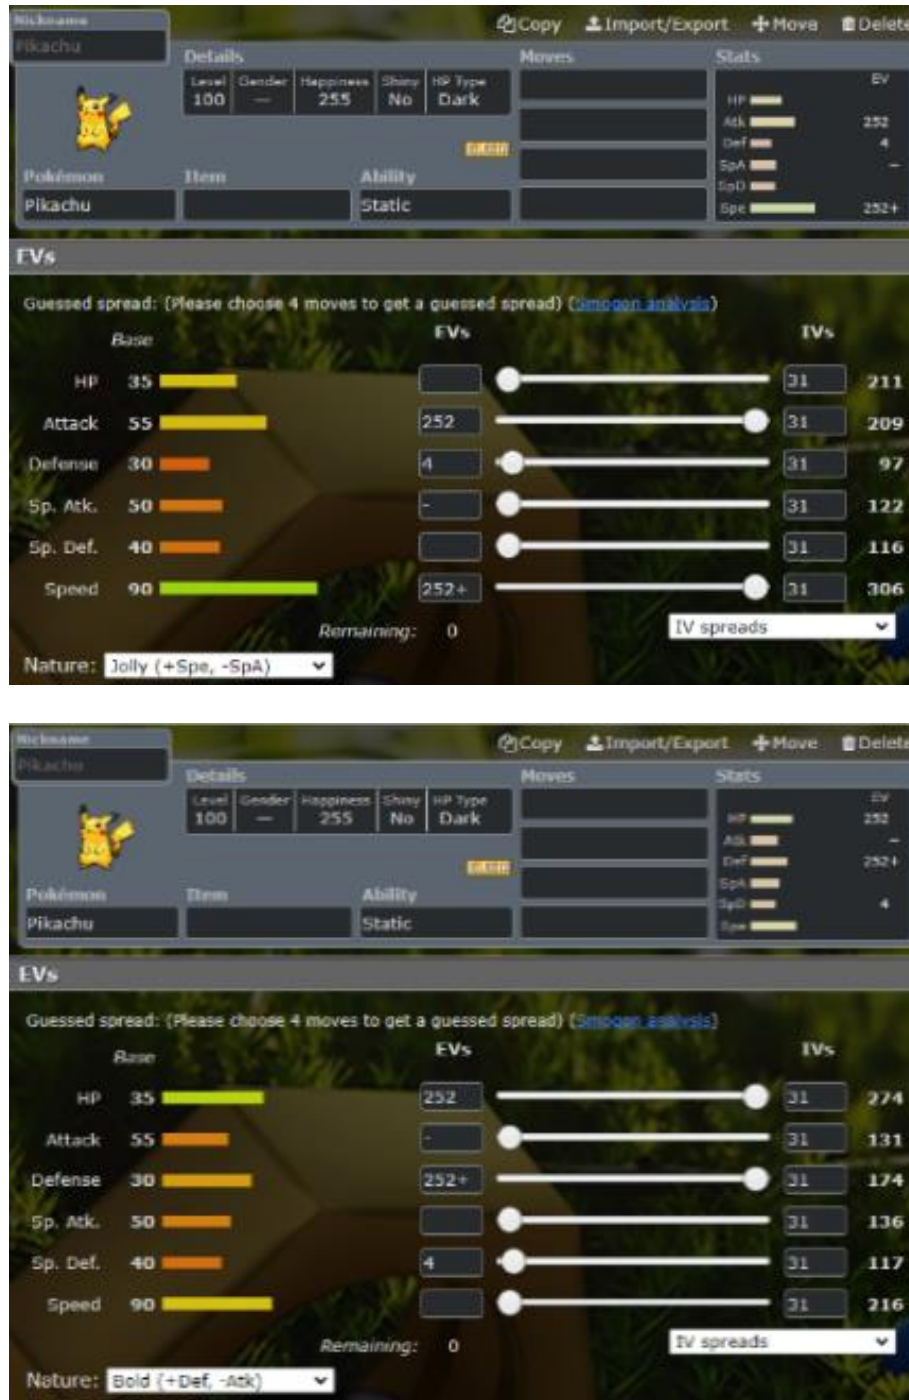 Nickname
Copy Import/Export Move Delete
Pikachu
Details Moves Stats
Level Gender Happiness Shiny HP Type EV
100 — 255 No Dark
HP
Atk 252
Def 4
SpA –
SpD
Spe 252+
Pokémon Item Ability
Pikachu Static
EVs
Guessed spread: (Please choose 4 moves to get a guessed spread) (Smogon analysis)
Base EVs IVs
HP 35 31 211
Attack 55 252 31 209
Defense 30 4 31 97
Sp. Atk. 50 - 31 122
Sp. Def. 40 31 116
Speed 90 252+ 31 306
Remaining: 0 IV spreads
Nature: Jolly (+Spe, -SpA)
Nickname
Copy Import/Export Move Delete
Pikachu
Details Moves Stats
Level Gender Happiness Shiny HP Type EV
100 — 255 No Dark
HP 252
Atk –
Def 252+
SpA
SpD 4
Spe
Pokémon Item Ability
Pikachu Static
EVs
Guessed spread: (Please choose 4 moves to get a guessed spread) (Smogon analysis)
Base EVs IVs
HP 35 252 31 274
Attack 55 - 31 131
Defense 30 252+ 31 174
Sp. Atk. 50 31 136
Sp. Def. 40 4 31 117
Speed 90 31 216
Remaining: 0 IV spreads
Nature: Bold (+Def, -Atk)